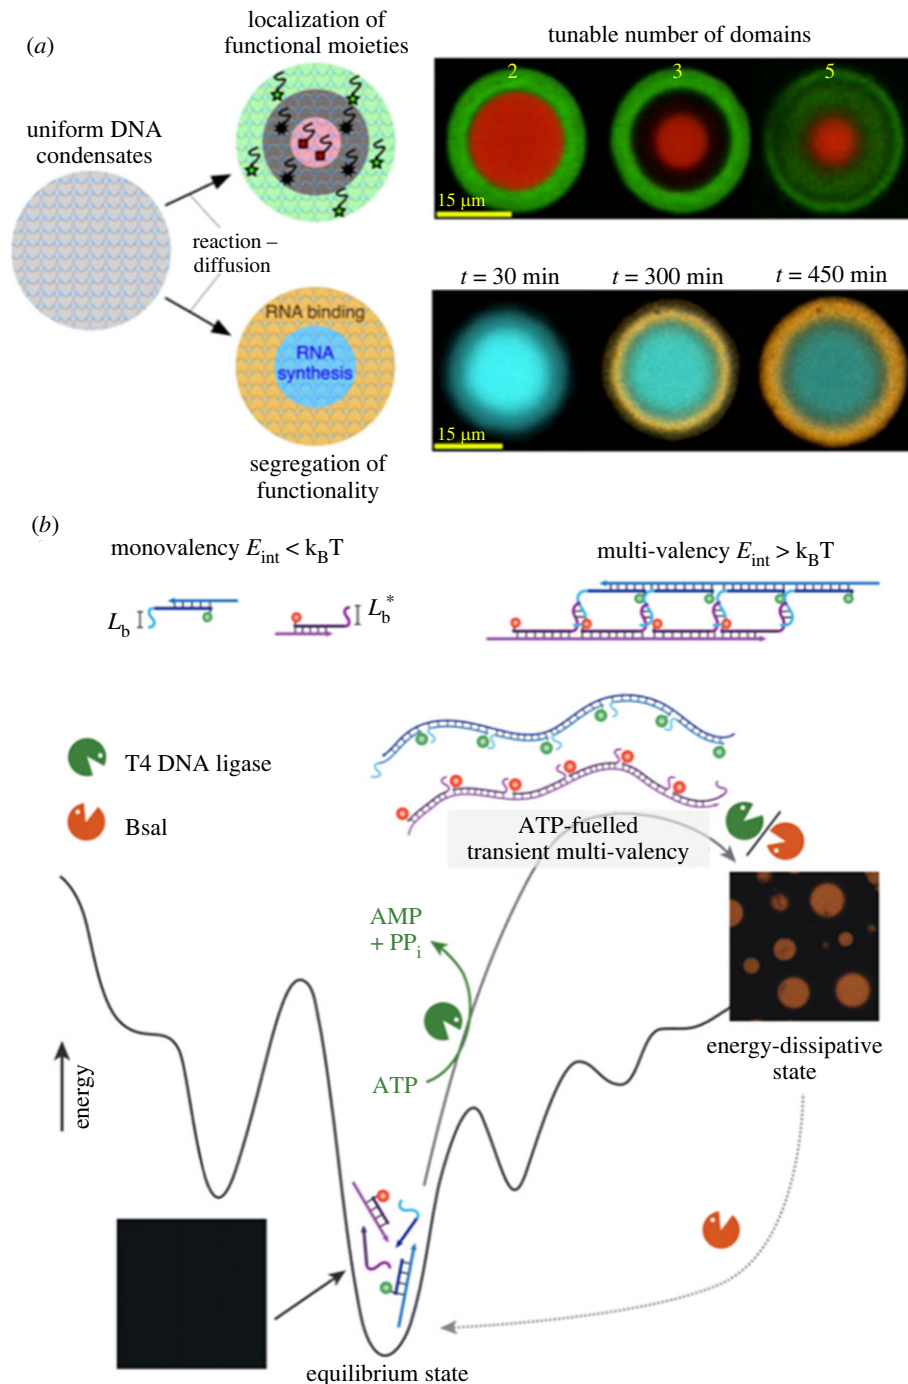 (a)
localization of
functional moieties
tunable number of domains
uniform DNA
condensates
2
3
5
15 μm
reaction –
diffusion
t = 30 min
t = 300 min
t = 450 min
RNA binding
RNA
synthesis
15 μm
segregation of
functionality
(b)
monovalency E_int < k_BT
multi-valency E_int > k_BT
L_b
L_b^*
T4 DNA ligase
BsaI
ATP-fuelled
transient multi-valency
AMP
+ PP_i
ATP
energy
energy-dissipative
state
equilibrium state